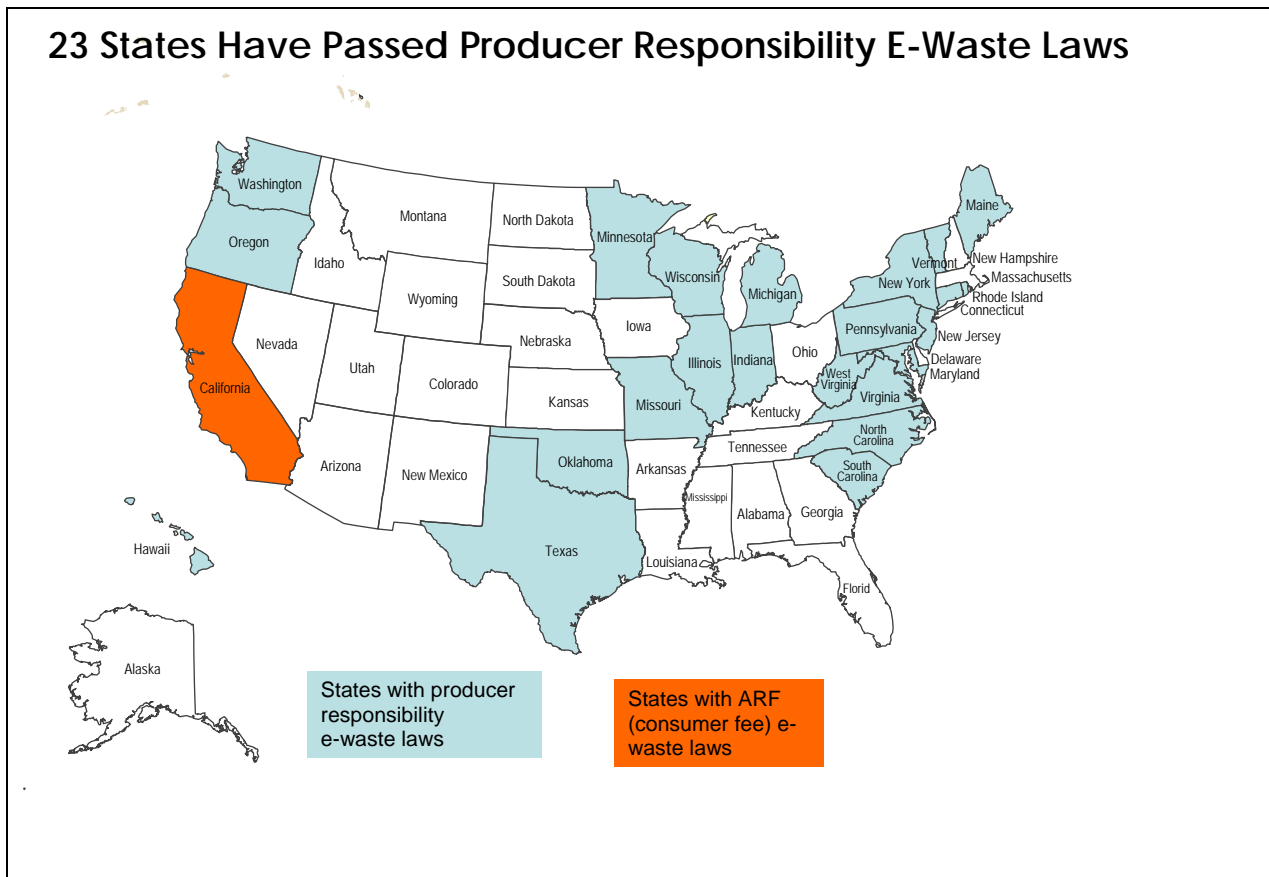 23 States Have Passed Producer Responsibility E-Waste Laws
Washington
Oregon
California
Idaho
Nevada
Montana
Wyoming
Utah
Arizona
Colorado
New Mexico
North Dakota
South Dakota
Nebraska
Kansas
Oklahoma
Texas
Minnesota
Iowa
Missouri
Arkansas
Louisiana
Wisconsin
Illinois
Michigan
Indiana
Ohio
Kentucky
Tennessee
Mississippi
Alabama
Georgia
Florid
South
Carolina
North
Carolina
Virginia
West
Virginia
Pennsylvania
New York
Vermont
Maine
New Hampshire
Massachusetts
Rhode Island
Connecticut
New Jersey
Delaware
Maryland
Hawaii
Alaska
States with producer
responsibility
e-waste laws
States with ARF
(consumer fee) e-
waste laws
.